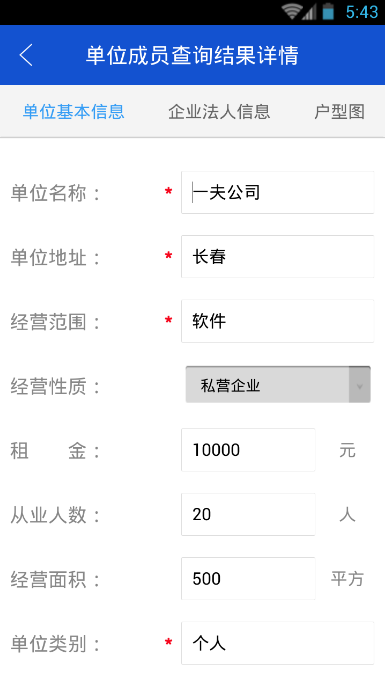 5:43
单位成员查询结果详情
单位基本信息 企业法人信息 户型图
单位名称： * 一夫公司
单位地址： * 长春
经营范围： * 软件
经营性质： 私营企业
租 金： 10000 元
从业人数： 20 人
经营面积： 500 平方
单位类别： * 个人